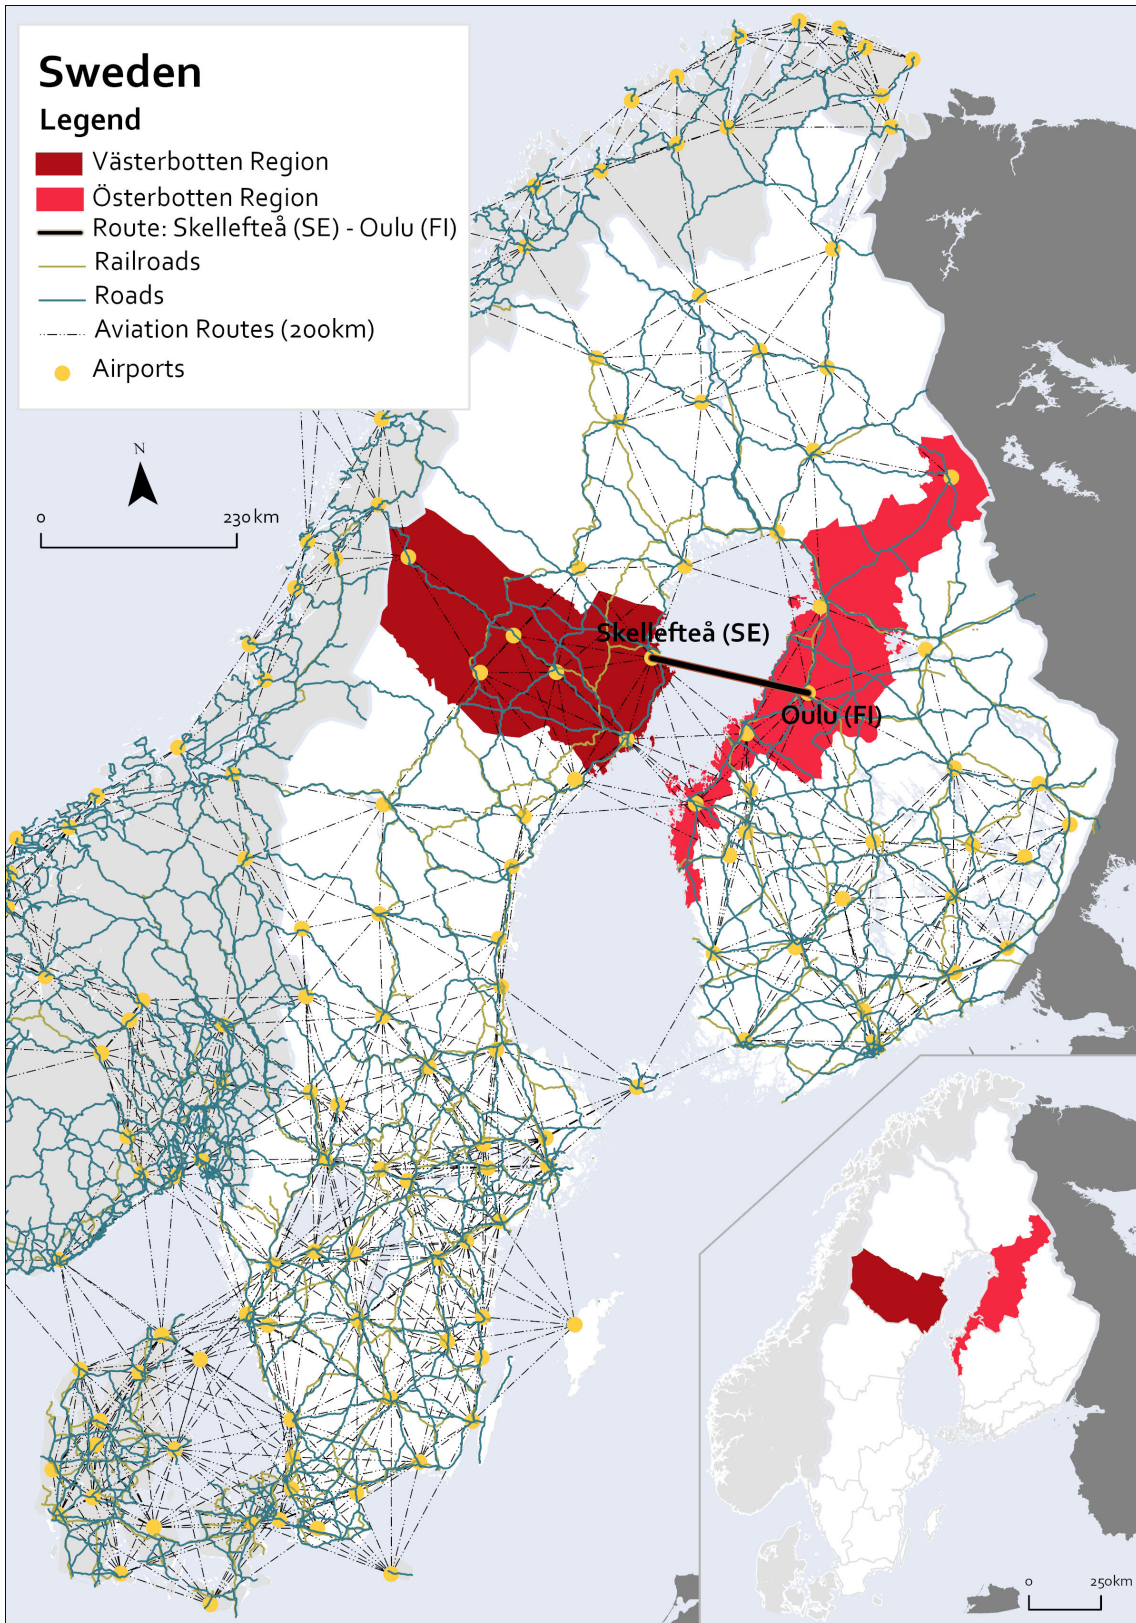 Sweden
Legend
Västerbotten Region
Österbotten Region
Route: Skellefteå (SE) - Oulu (FI)
Railroads
Roads
Aviation Routes (200km)
Airports
N
0 230 km
Skellefteå (SE)
Oulu (FI)
0 250km